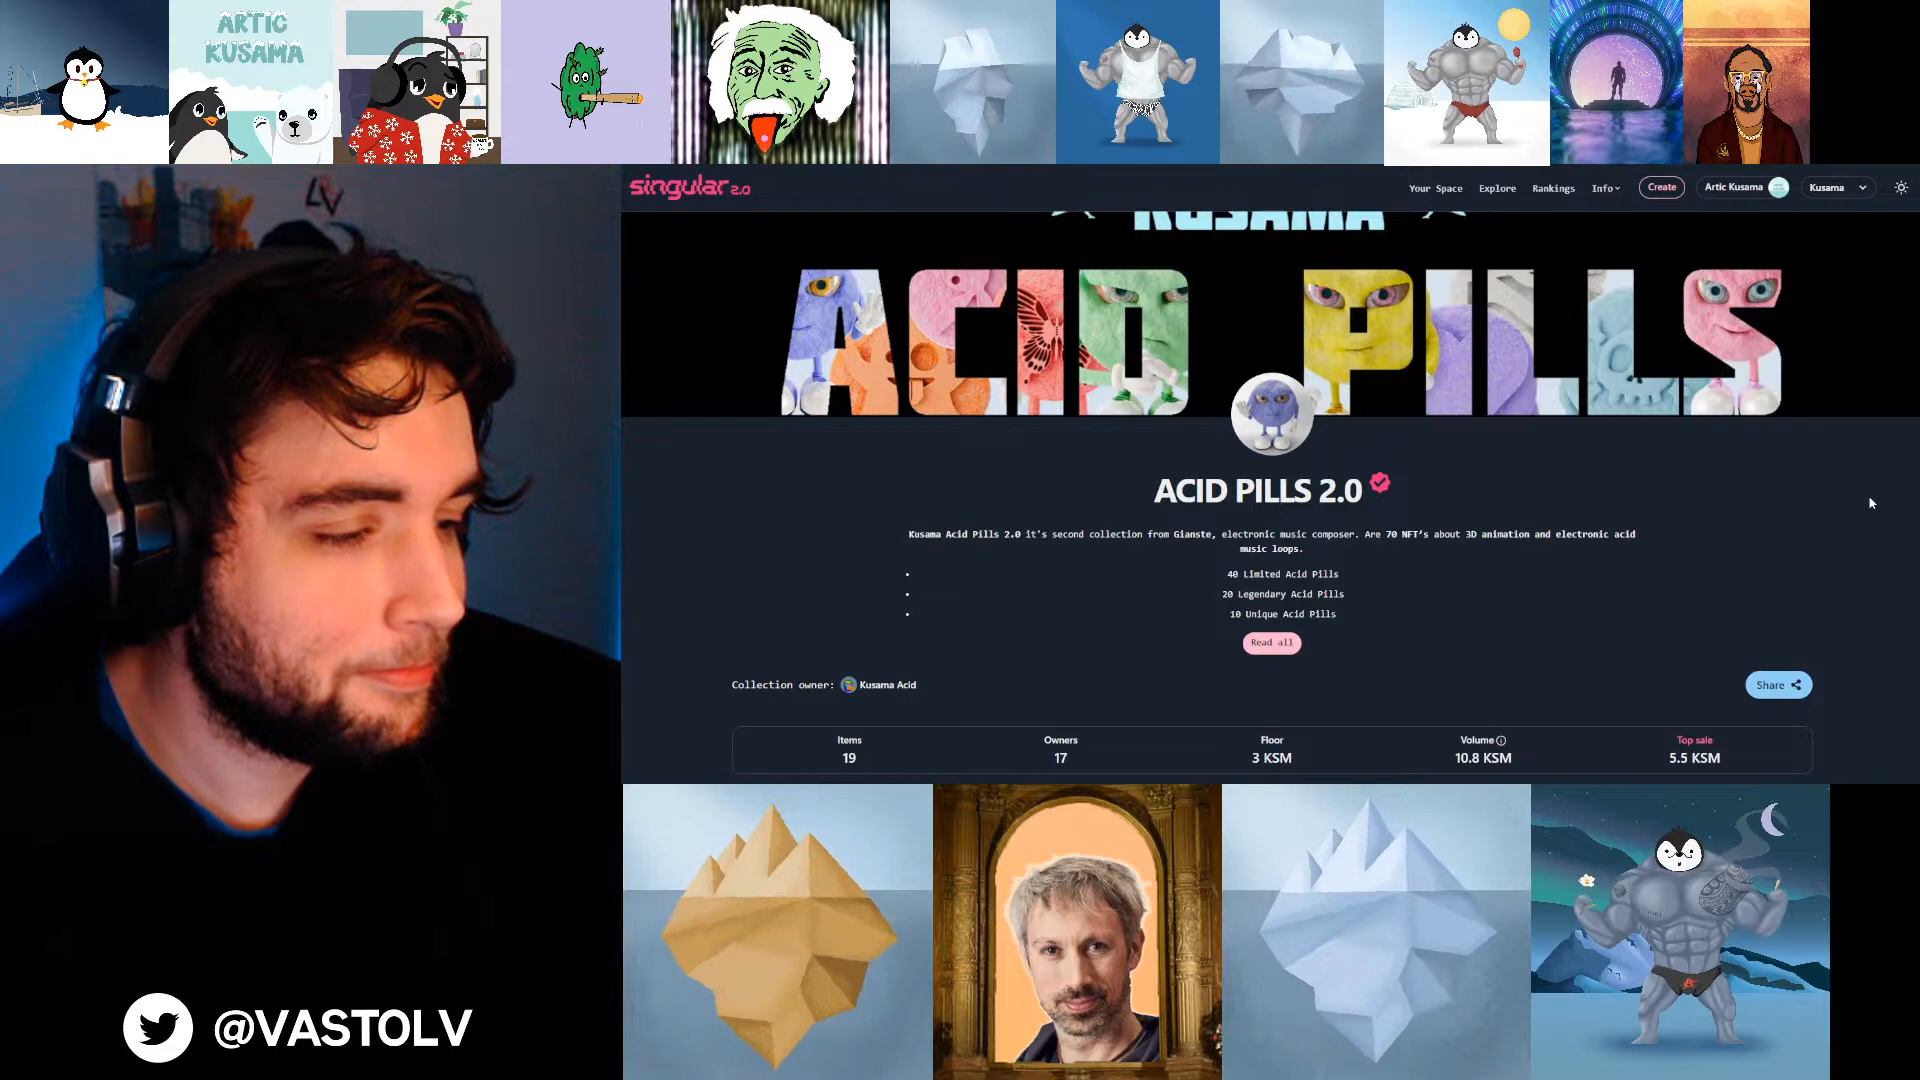 ARTIC
KUSAMA
LV
singular 2.0
Your Space
Explore
Rankings
Info
Create
Artic Kusama
Kusama
KUSAMA
ACID PILLS
ACID PILLS 2.0
Kusama Acid Pills 2.0 it's second collection from Gianste, electronic music composer. Are 70 NFT's about 3D animation and electronic acid
music loops.
• 40 Limited Acid Pills
• 20 Legendary Acid Pills
• 10 Unique Acid Pills
Read all
Collection owner: Kusama Acid
Share
Items
Owners
Floor
Volume
Top sale
19
17
3 KSM
10.8 KSM
5.5 KSM
@VASTOLV